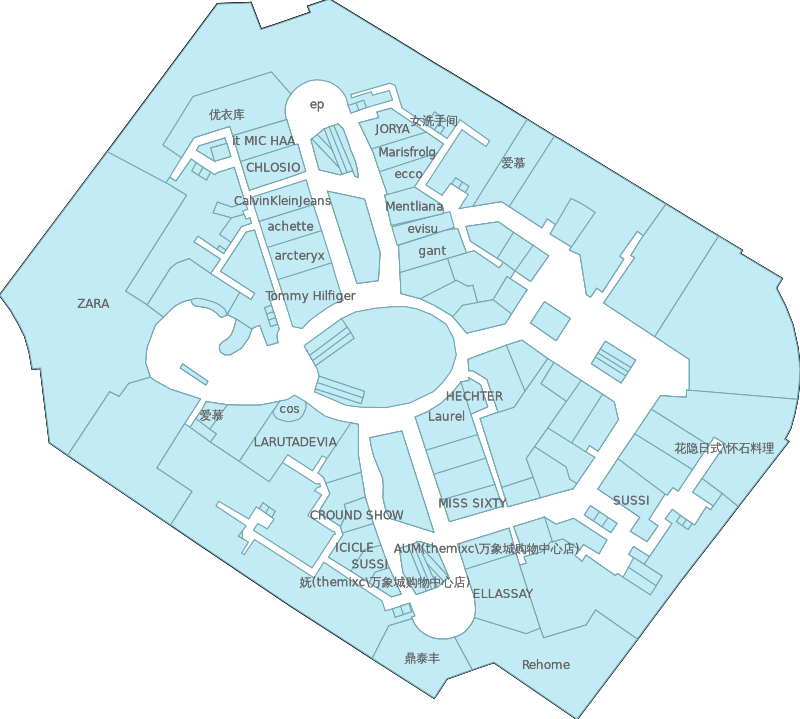 ep
优衣库
女洗手间
JORYA
it MIC HAA
Marisfrolg
爱慕
CHLOSIO
ecco
CalvinKleinJeans
Mentliana
achette
evisu
gant
arcteryx
Tommy Hilfiger
ZARA
HECHTER
cos
爱慕
Laurel
LARUTADEVIA
花隐日式\怀石料理
SUSSI
MISS SIXTY
CROUND SHOW
ICICLE
AUM(themixc\万象城购物中心店)
SUSSI
妩(themixc\万象城购物中心店)
ELLASSAY
鼎泰丰
Rehome